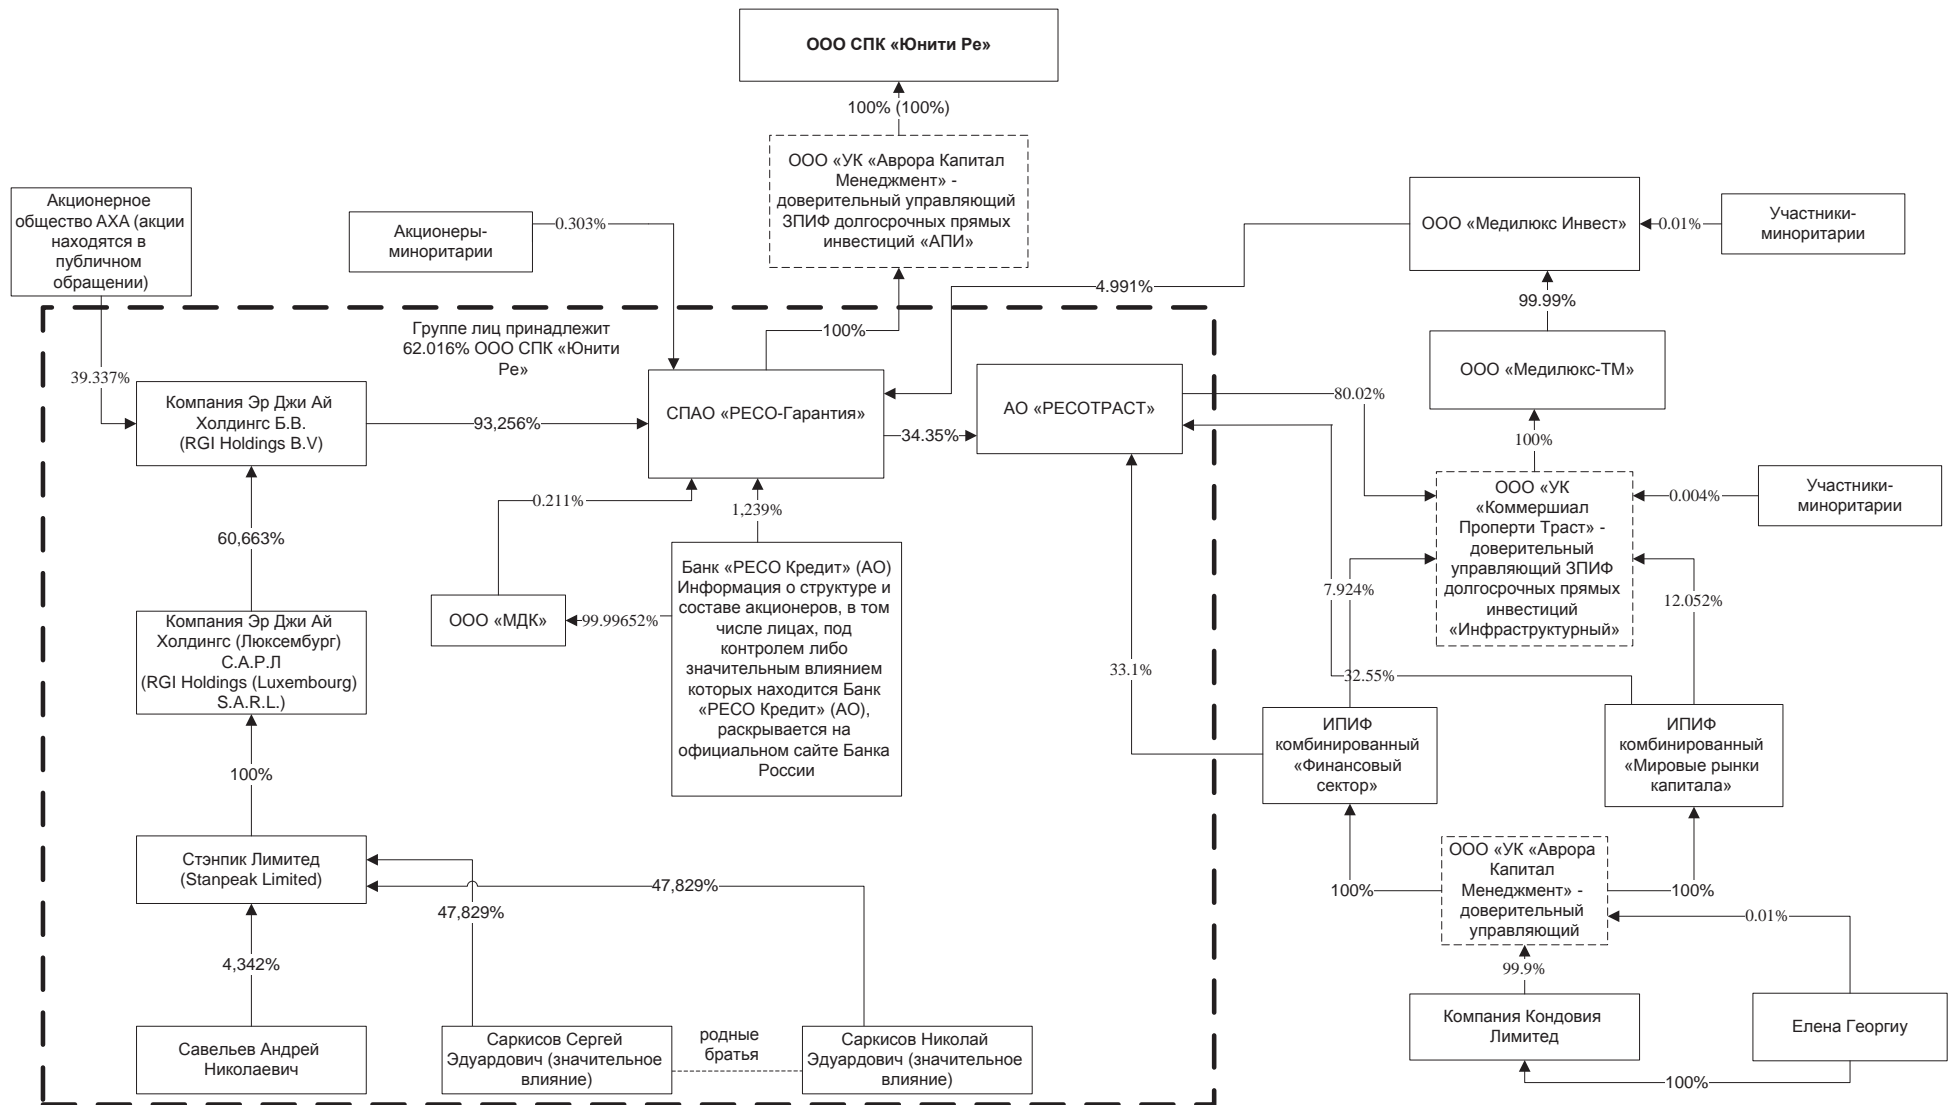 ООО СПК «Юнити Ре»
100% (100%)
ООО «УК «Аврора Капитал
Менеджмент» -
доверительный управляющий
ЗПИФ долгосрочных прямых
инвестиций «АПИ»
Акционерное
общество АХА (акции
находятся в
публичном
обращении)
Акционеры-
миноритарии
0.303%
ООО «Медилюкс Инвест»
0.01%
Участники-
миноритарии
4.991%
99.99%
Группе лиц принадлежит
62.016% ООО СПК «Юнити
Ре»
100%
39.337%
Компания Эр Джи Ай
Холдингс Б.В.
(RGI Holdings B.V)
93,256%
СПАО «РЕСО-Гарантия»
34.35%
АО «РЕСОТРАСТ»
80.02%
ООО «Медилюкс-ТМ»
100%
ООО «УК
«Коммершиал
Проперти Траст» -
доверительный
управляющий ЗПИФ
долгосрочных прямых
инвестиций
«Инфраструктурный»
0.004%
Участники-
миноритарии
0.211%
1,239%
60,663%
Банк «РЕСО Кредит» (АО)
Информация о структуре и
составе акционеров, в том
числе лицах, под
контролем либо
значительным влиянием
которых находится Банк
«РЕСО Кредит» (АО),
раскрывается на
официальном сайте Банка
России
ООО «МДК»
99.99652%
7.924%
12.052%
Компания Эр Джи Ай
Холдингс (Люксембург)
С.А.Р.Л
(RGI Holdings (Luxembourg)
S.A.R.L.)
33.1%
32.55%
ИПИФ
комбинированный
«Финансовый
сектор»
ИПИФ
комбинированный
«Мировые рынки
капитала»
100%
Стэнпик Лимитед
(Stanpeak Limited)
47,829%
47,829%
ООО «УК «Аврора
Капитал
Менеджмент» -
доверительный
управляющий
100%
100%
0.01%
4,342%
99.9%
Компания Кондовия
Лимитед
Елена Георгиу
100%
Савельев Андрей
Николаевич
Саркисов Сергей
Эдуардович (значительное
влияние)
родные
братья
Саркисов Николай
Эдуардович (значительное
влияние)